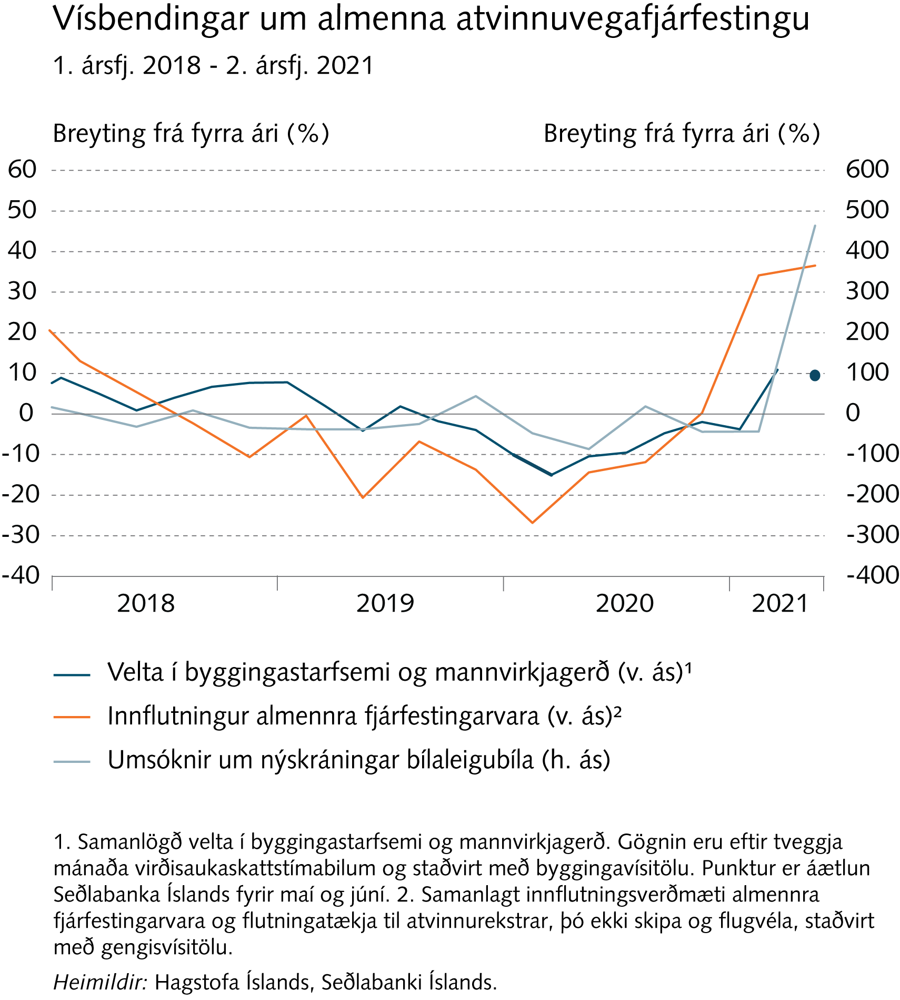 Vísbendingar um almenna atvinnuvegafjárfestingu
1. ársfj. 2018 - 2. ársfj. 2021
Breyting frá fyrra ári (%)
Breyting frá fyrra ári (%)
60
600
50
500
40
400
30
300
20
200
10
100
0
0
-10
-100
-20
-200
-30
-300
-40
-400
2018
2019
2020
2021
Velta í byggingastarfsemi og mannvirkjagerð (v. ás)¹
Innflutningur almennra fjárfestingarvara (v. ás)²
Umsóknir um nýskráningar bílaleigubíla (h. ás)
1. Samanlögð velta í byggingastarfsemi og mannvirkjagerð. Gögnin eru eftir tveggja
mánaða virðisaukaskattstímabilum og staðvirt með byggingavísitölu. Punktur er áætlun
Seðlabanka Íslands fyrir maí og júní. 2. Samanlagt innflutningsverðmæti almennra
fjárfestingarvara og flutningatækja til atvinnurekstrar, þó ekki skipa og flugvéla, staðvirt
með gengisvísitölu.
Heimildir: Hagstofa Íslands, Seðlabanki Íslands.